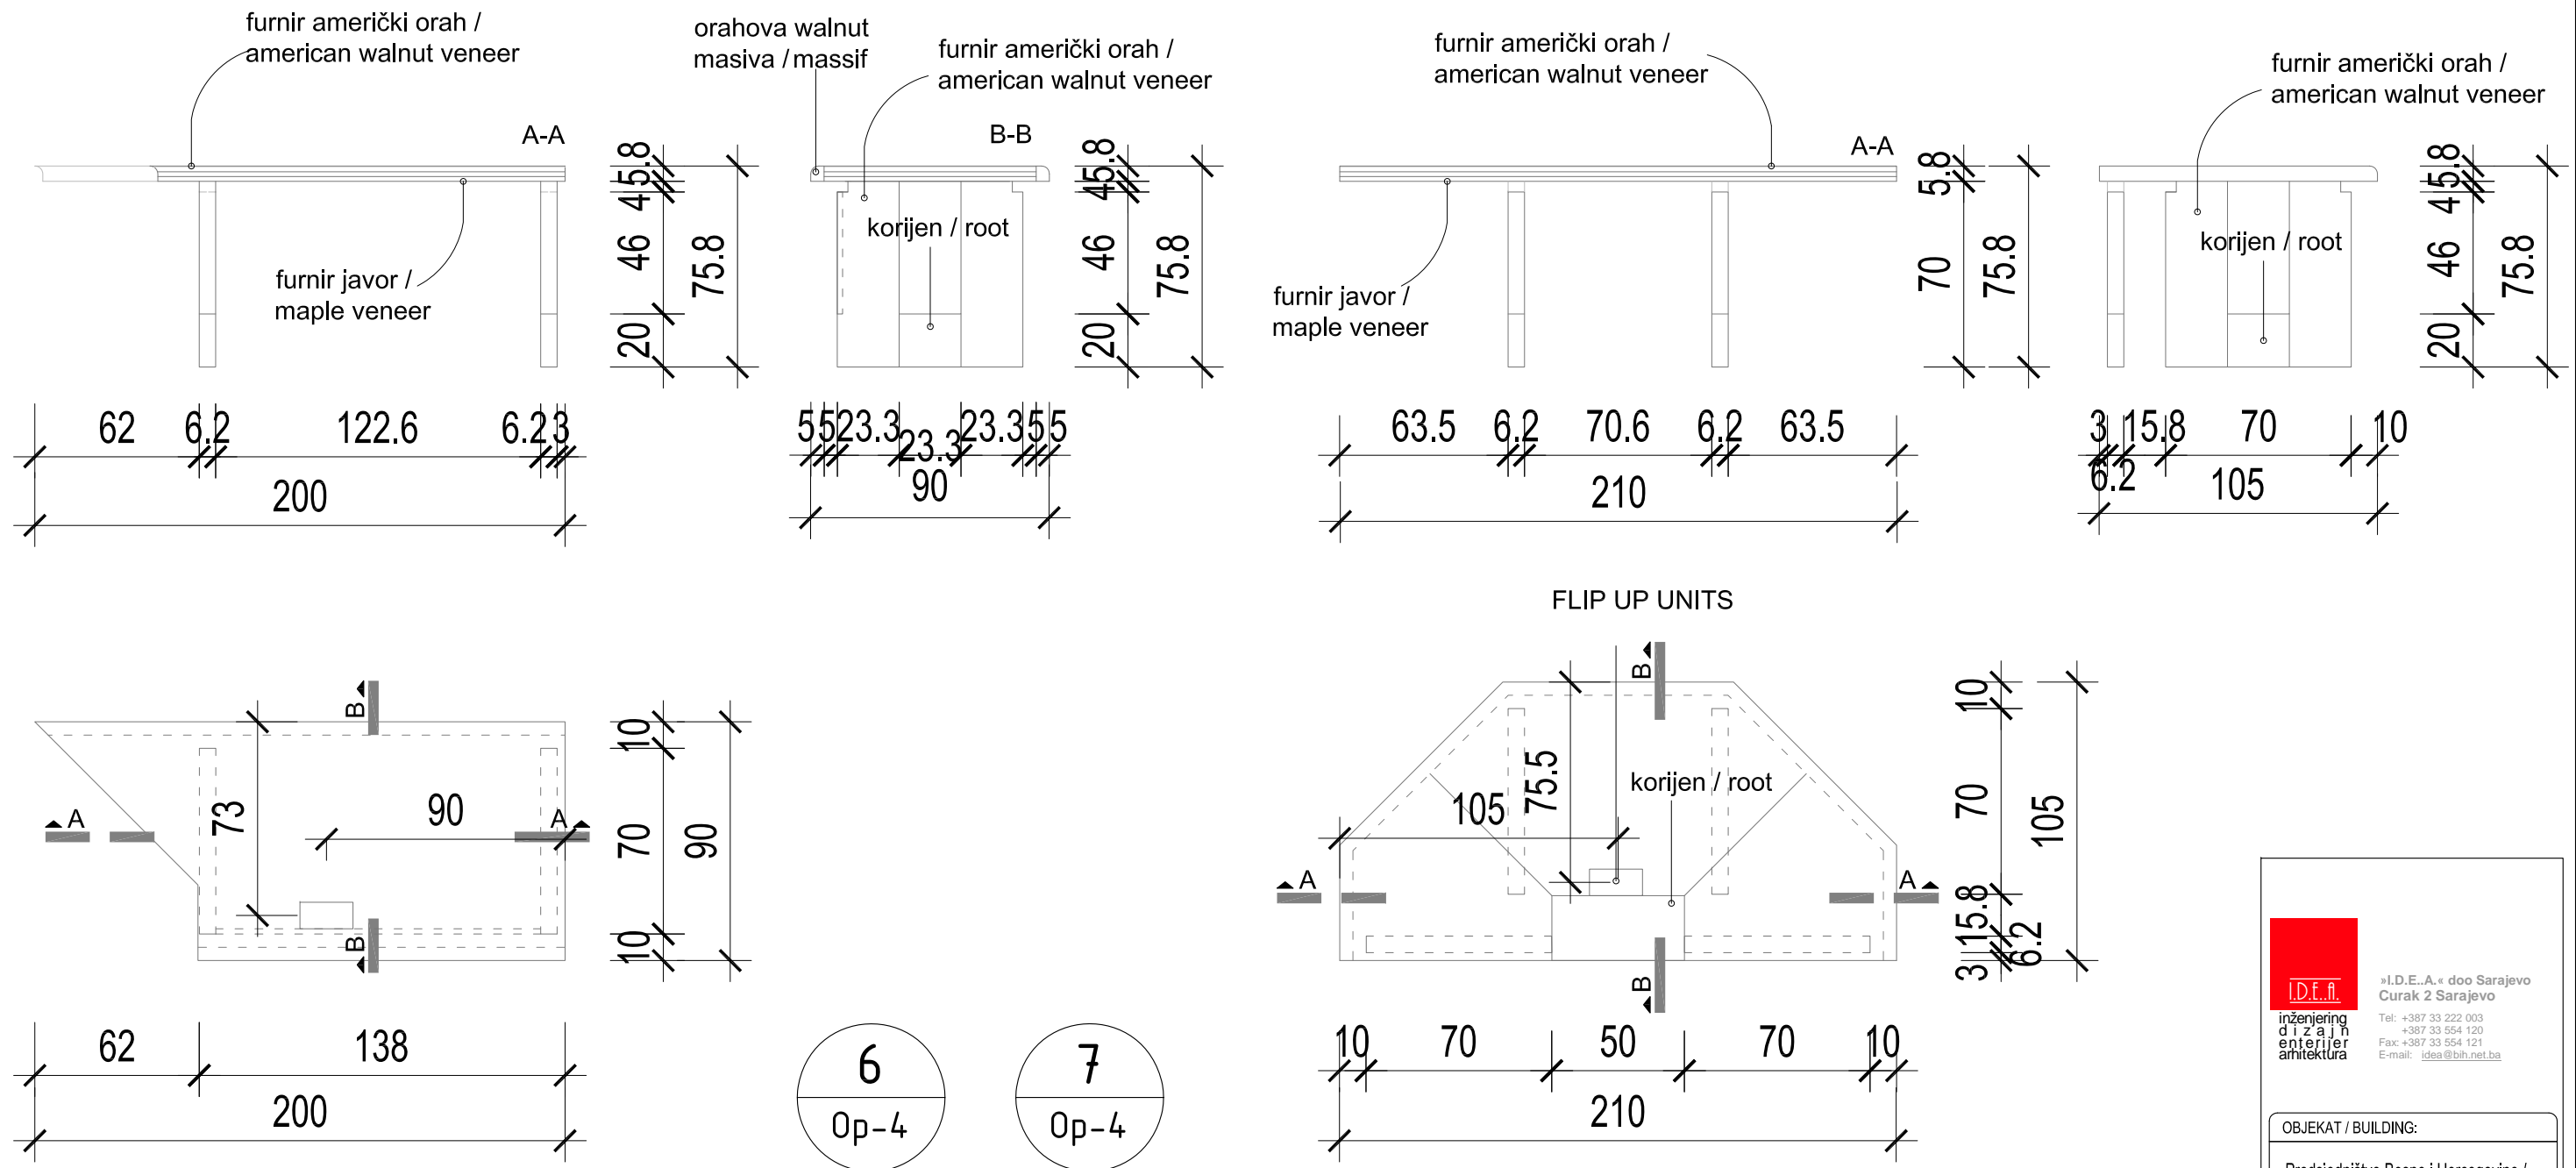 furnir američki orah /
american walnut veneer
A-A
furnir javor /
maple veneer
5.8
4
46
20
75.8
62
6.2
122.6
6.2
3
200
orahova walnut
masiva / massif
furnir američki orah /
american walnut veneer
B-B
korijen / root
5.8
4
46
20
75.8
5
5
23.3
23.3
23.3
5
5
90
furnir američki orah /
american walnut veneer
A-A
furnir javor /
maple veneer
5.8
70
75.8
63.5
6.2
70.6
6.2
63.5
210
furnir američki orah /
american walnut veneer
korijen / root
5.8
4
46
20
75.8
3
6.2
15.8
70
10
105
B
A
73
90
A
B
10
70
10
90
62
138
200
6
Op-4
7
Op-4
FLIP UP UNITS
B
75.5
105
korijen / root
A
A
B
10
70
15.8
6.2
3
105
10
70
50
70
10
210
I.D.E..A.
inženjering
dizajn
enterijer
arhitektura
»I.D.E..A.« doo Sarajevo
Curak 2 Sarajevo
Tel: +387 33 222 003
+387 33 554 120
Fax: +387 33 554 121
E-mail: idea@bih.net.ba
OBJEKAT / BUILDING:
Predsjedništvo Bosne i Hercegovine /